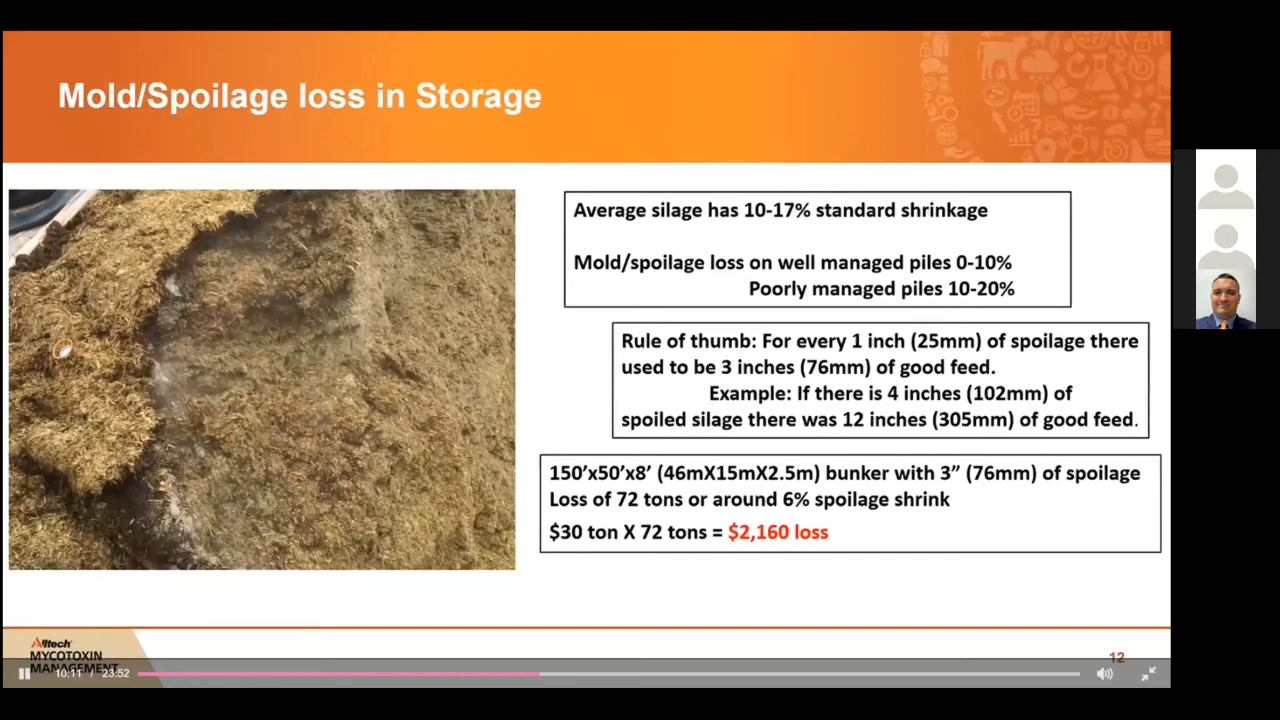 Mold/Spoilage loss in Storage
Average silage has 10-17% standard shrinkage
Mold/spoilage loss on well managed piles 0-10%
Poorly managed piles 10-20%
Rule of thumb: For every 1 inch (25mm) of spoilage there
used to be 3 inches (76mm) of good feed.
Example: If there is 4 inches (102mm) of
spoiled silage there was 12 inches (305mm) of good feed.
150’x50’x8’ (46mX15mX2.5m) bunker with 3” (76mm) of spoilage
Loss of 72 tons or around 6% spoilage shrink
$30 ton X 72 tons = $2,160 loss
Alltech
MYCOTOXIN
MANAGEMENT
12
10:11 / 23:52